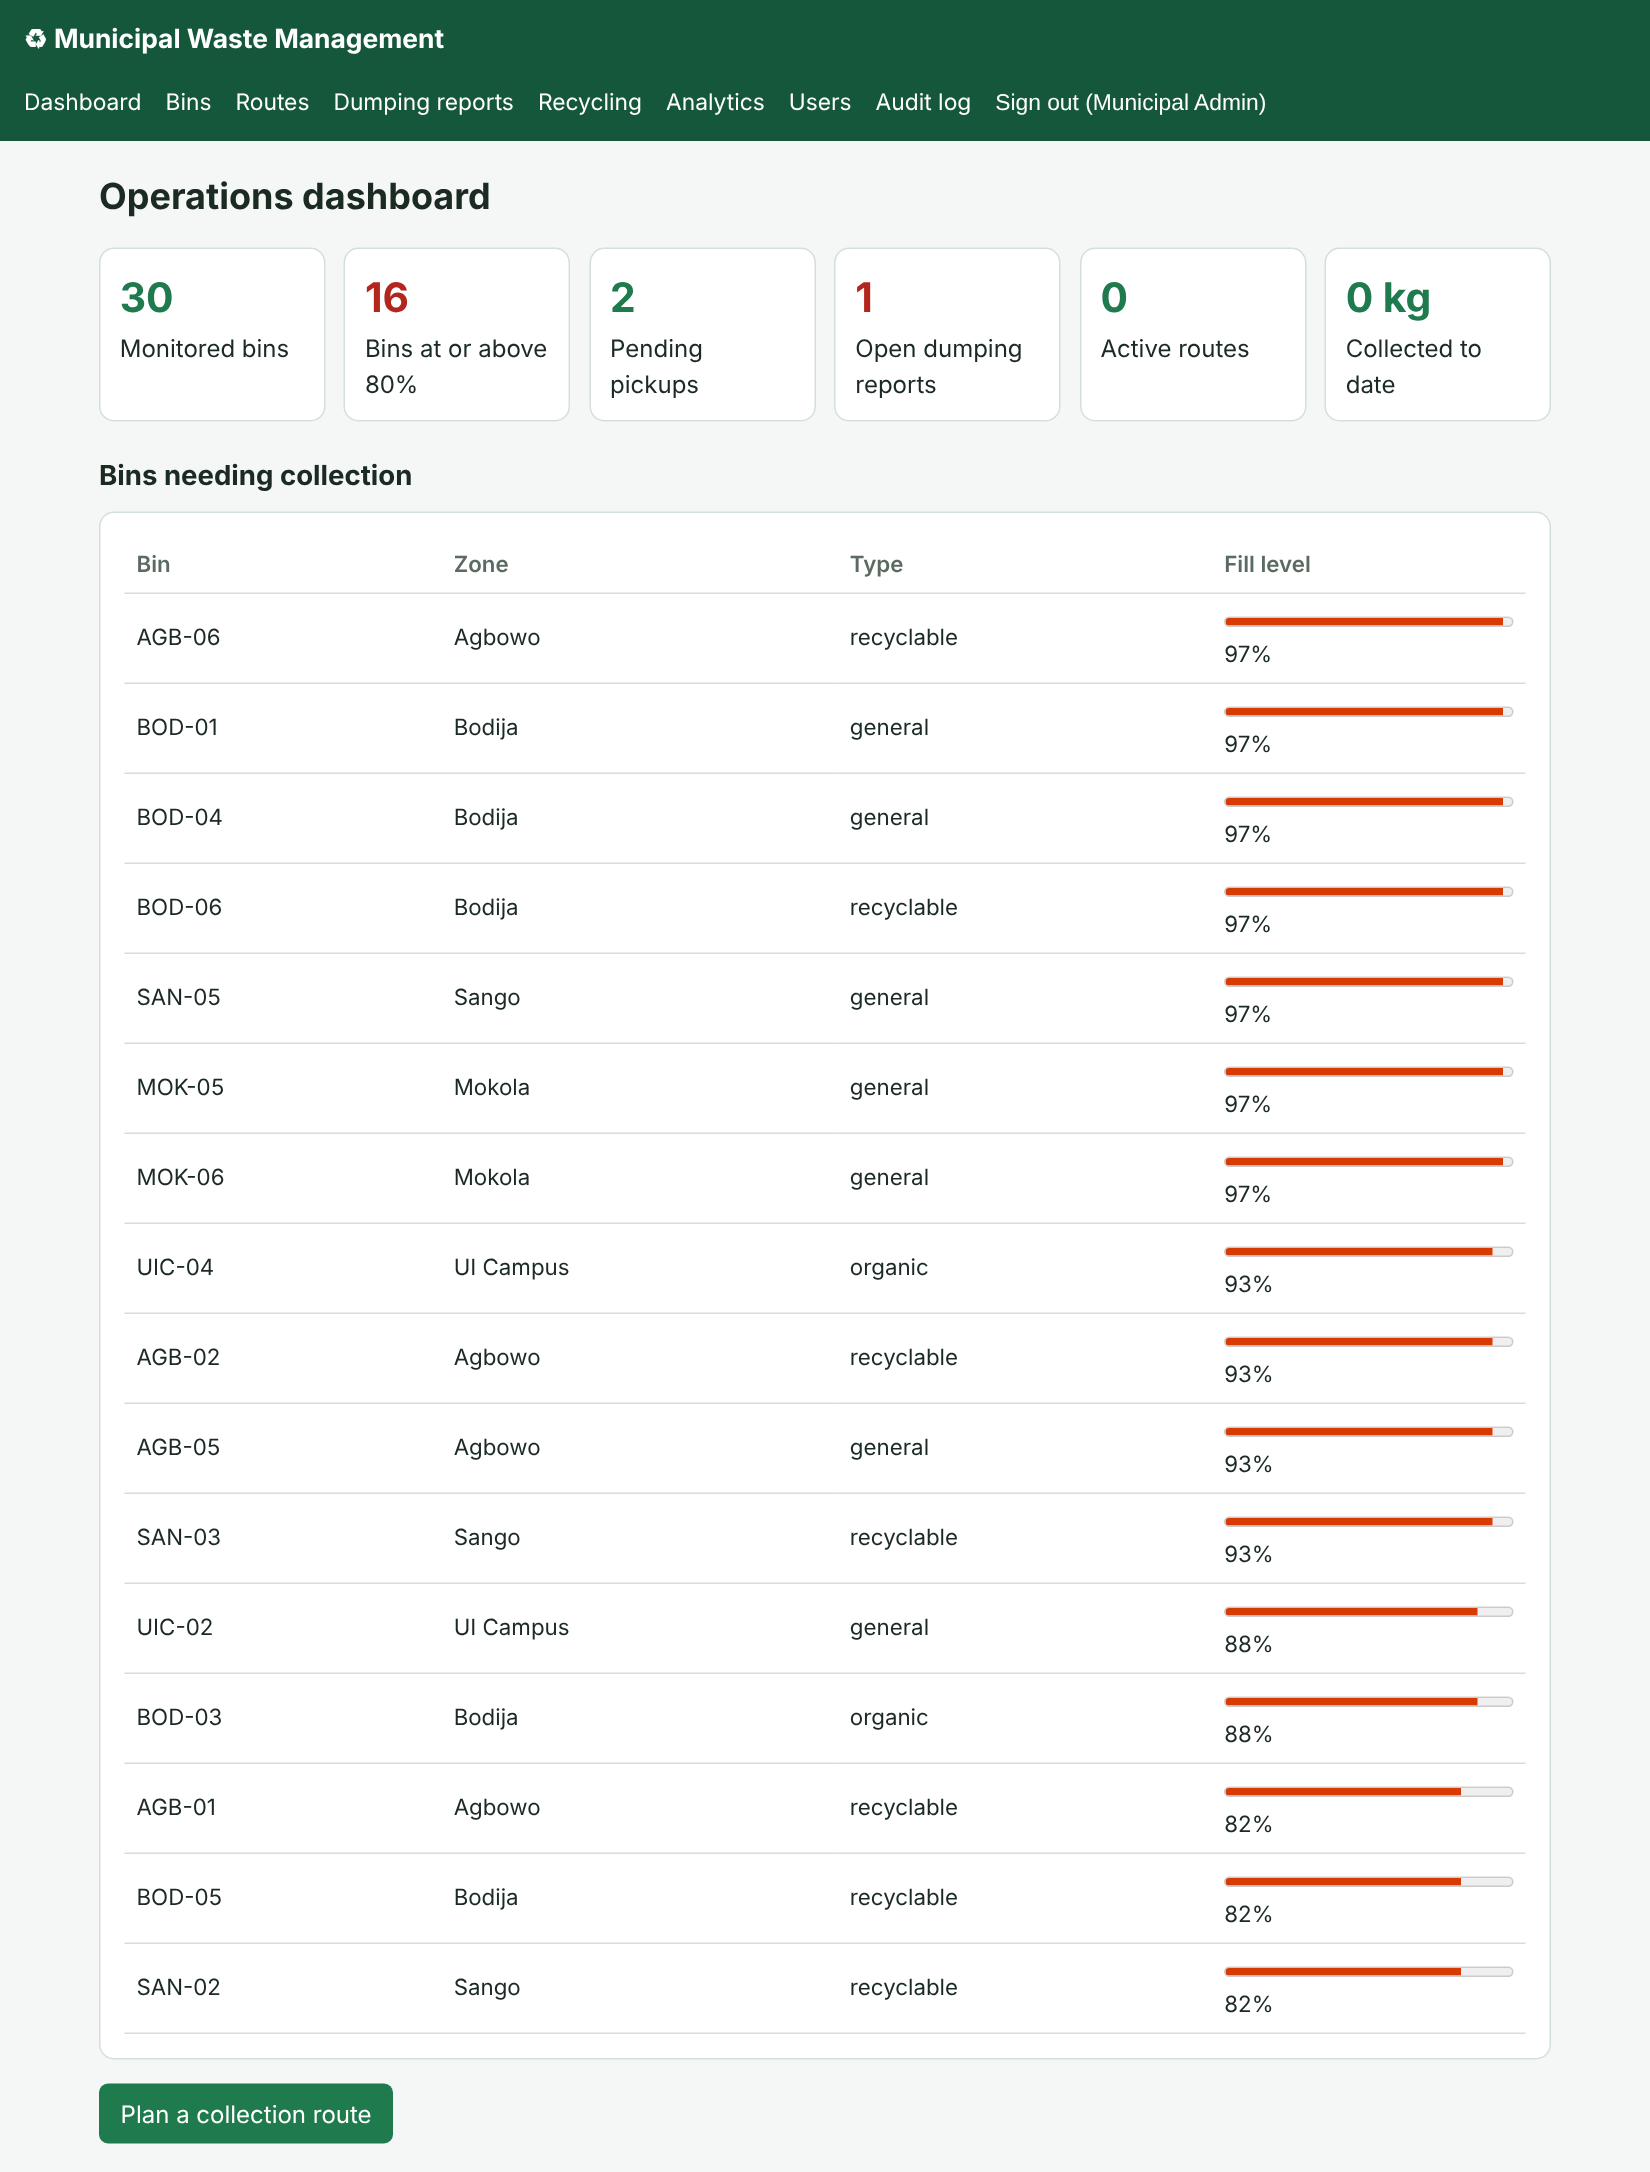 ♻ Municipal Waste Management
Dashboard Bins Routes Dumping reports Recycling Analytics Users Audit log Sign out (Municipal Admin)
Operations dashboard
30
Monitored bins
16
Bins at or above
80%
2
Pending
pickups
1
Open dumping
reports
0
Active routes
0 kg
Collected to
date
Bins needing collection
Bin Zone Type Fill level
AGB-06 Agbowo recyclable 97%
BOD-01 Bodija general 97%
BOD-04 Bodija general 97%
BOD-06 Bodija recyclable 97%
SAN-05 Sango general 97%
MOK-05 Mokola general 97%
MOK-06 Mokola general 97%
UIC-04 UI Campus organic 93%
AGB-02 Agbowo recyclable 93%
AGB-05 Agbowo general 93%
SAN-03 Sango recyclable 93%
UIC-02 UI Campus general 88%
BOD-03 Bodija organic 88%
AGB-01 Agbowo recyclable 82%
BOD-05 Bodija recyclable 82%
SAN-02 Sango recyclable 82%
Plan a collection route